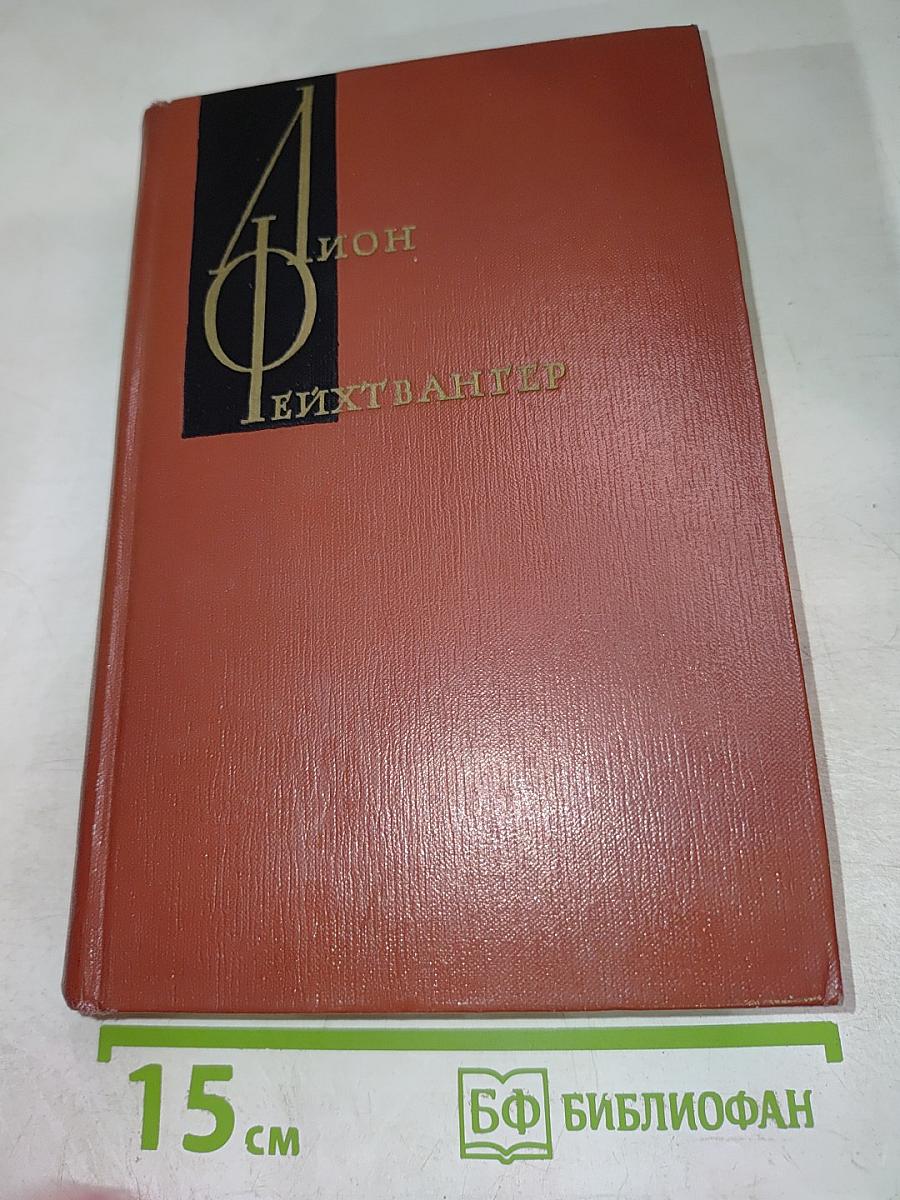 Лион
Фейхтвангер
15 см
БФ БИБЛИОФАН